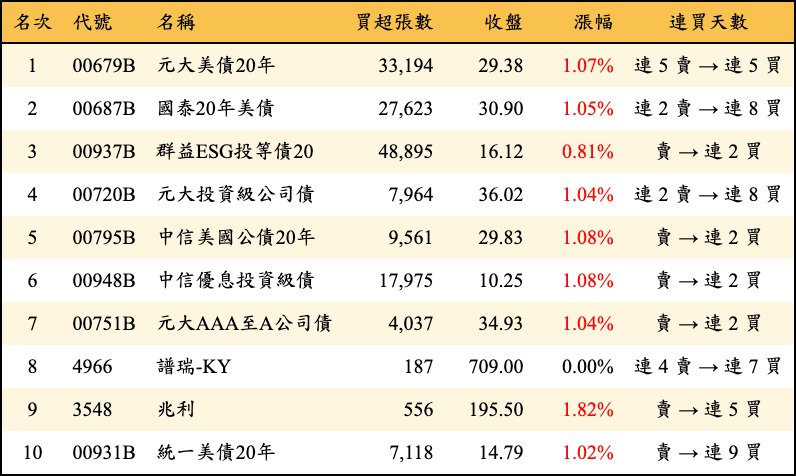 名次 代號 名稱 買超張數 收盤 漲幅 連買天數
1 00679B 元大美債20年 33,194 29.38 1.07% 連 5 賣 → 連 5 買
2 00687B 國泰20年美債 27,623 30.90 1.05% 連 2 賣 → 連 8 買
3 00937B 群益ESG投等債20 48,895 16.12 0.81% 賣 → 連 2 買
4 00720B 元大投資級公司債 7,964 36.02 1.04% 連 2 賣 → 連 8 買
5 00795B 中信美國公債20年 9,561 29.83 1.08% 賣 → 連 2 買
6 00948B 中信優息投資級債 17,975 10.25 1.08% 賣 → 連 2 買
7 00751B 元大AAA至A公司債 4,037 34.93 1.04% 賣 → 連 2 買
8 4966 譜瑞-KY 187 709.00 0.00% 連 4 賣 → 連 7 買
9 3548 兆利 556 195.50 1.82% 賣 → 連 5 買
10 00931B 統一美債20年 7,118 14.79 1.02% 賣 → 連 9 買